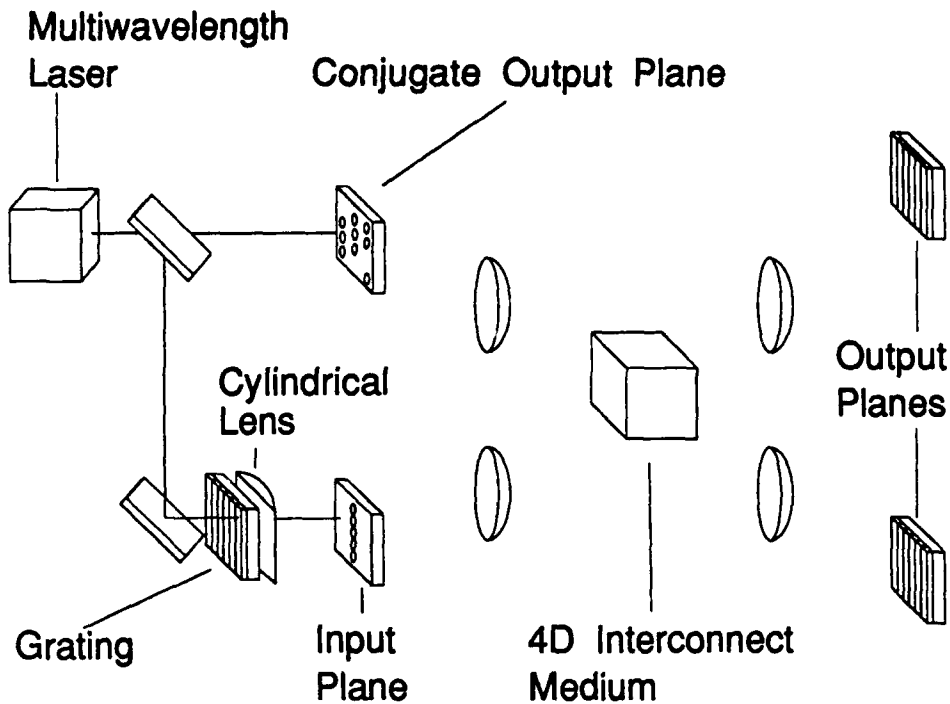 Multiwavelength
Laser
Conjugate Output Plane
Cylindrical
Lens
Output
Planes
Grating
Input
Plane
4D Interconnect
Medium